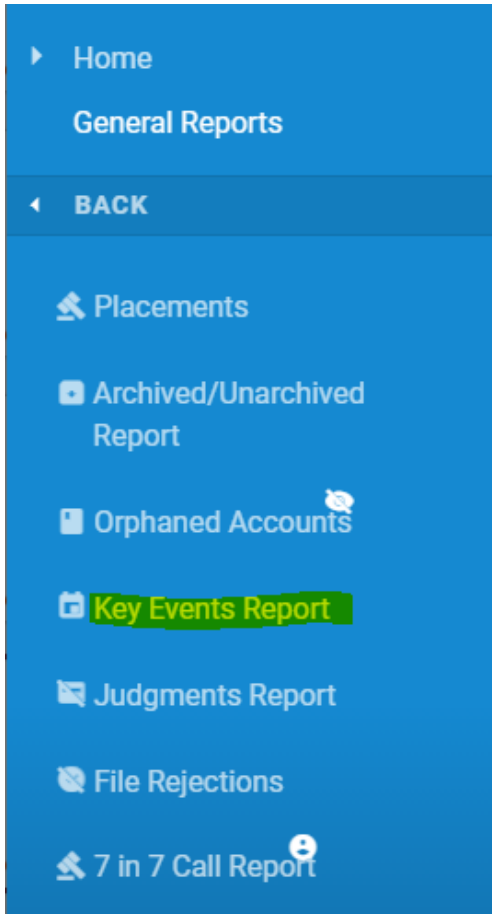 Home
General Reports
BACK
Placements
Archived/Unarchived
Report
Orphaned Accounts
Key Events Report
Judgments Report
File Rejections
7 in 7 Call Report